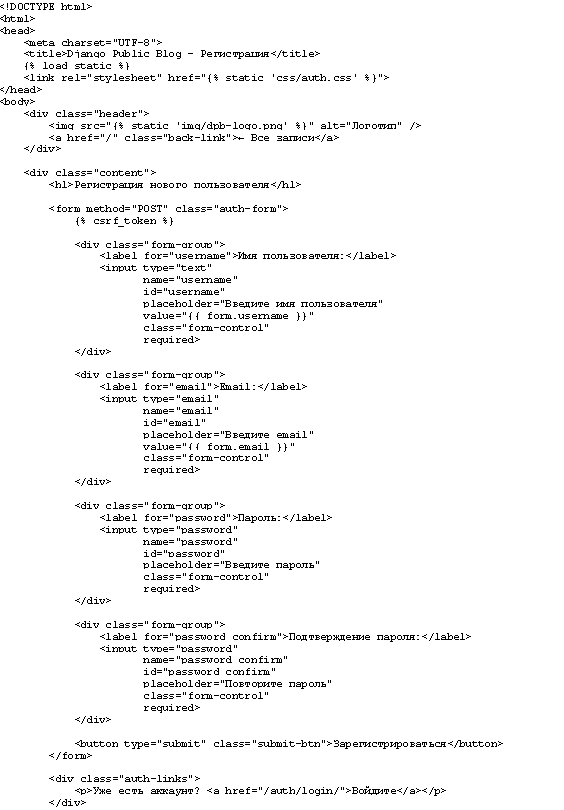 <!DOCTYPE html>
<html>
<head>
    <meta charset="UTF-8">
    <title>Django Public Blog - Регистрация</title>
    {% load static %}
    <link rel="stylesheet" href="{% static 'css/auth.css' %}">
</head>
<body>
    <div class="header">
        <img src="{% static 'img/dpb-logo.png' %}" alt="Логотип" />
        <a href="/" class="back-link">← Все записи</a>
    </div>

    <div class="content">
        <h1>Регистрация нового пользователя</h1>

        <form method="POST" class="auth-form">
            {% csrf_token %}

            <div class="form-group">
                <label for="username">Имя пользователя:</label>
                <input type="text"
                       name="username"
                       id="username"
                       placeholder="Введите имя пользователя"
                       value="{{ form.username }}"
                       class="form-control"
                       required>
            </div>

            <div class="form-group">
                <label for="email">Email:</label>
                <input type="email"
                       name="email"
                       id="email"
                       placeholder="Введите email"
                       value="{{ form.email }}"
                       class="form-control"
                       required>
            </div>

            <div class="form-group">
                <label for="password">Пароль:</label>
                <input type="password"
                       name="password"
                       id="password"
                       placeholder="Введите пароль"
                       class="form-control"
                       required>
            </div>

            <div class="form-group">
                <label for="password_confirm">Подтверждение пароля:</label>
                <input type="password"
                       name="password_confirm"
                       id="password_confirm"
                       placeholder="Повторите пароль"
                       class="form-control"
                       required>
            </div>

            <button type="submit" class="submit-btn">Зарегистрироваться</button>
        </form>

        <div class="auth-links">
            <p>Уже есть аккаунт? <a href="/auth/login/">Войдите</a></p>
        </div>